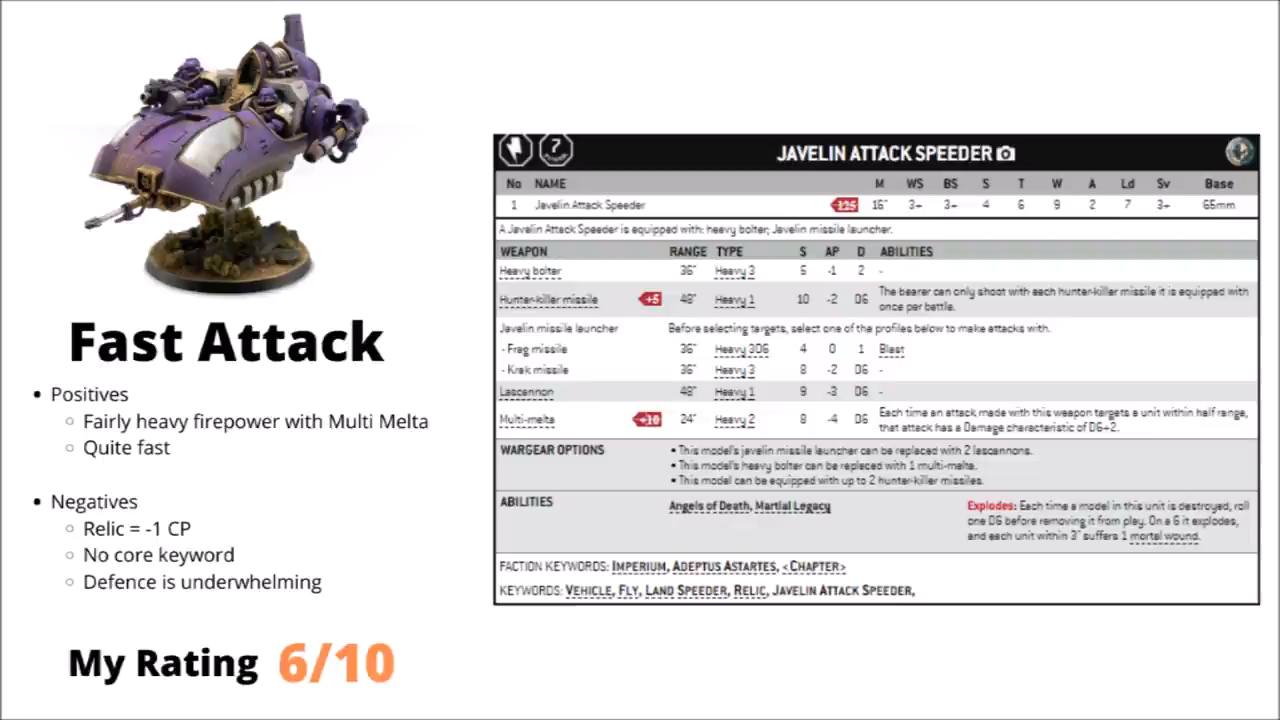 Fast Attack
• Positives
○ Fairly heavy firepower with Multi Melta
○ Quite fast
• Negatives
○ Relic = -1 CP
○ No core keyword
○ Defence is underwhelming
My Rating 6/10
JAVELIN ATTACK SPEEDER
No NAME M WS BS S T W A Ld Sv Base
1 Javelin Attack Speeder 125 16" 3+ 3+ 4 6 9 2 7 3+ 65mm
A Javelin Attack Speeder is equipped with: heavy bolter; Javelin missile launcher.
WEAPON RANGE TYPE S AP D ABILITIES
Heavy bolter 36" Heavy 3 5 -1 2 -
Hunter-killer missile +5 48" Heavy 1 10 -2 D6 The bearer can only shoot with each hunter-killer missile it is equipped with
once per battle.
Javelin missile launcher Before selecting targets, select one of the profiles below to make attacks with.
- Frag missile 36" Heavy 3D6 4 0 1 Blast
- Krak missile 36" Heavy 3 8 -2 D6 -
Lascannon 48" Heavy 1 9 -3 D6 -
Multi-melta +10 24" Heavy 2 8 -4 D6 Each time an attack made with this weapon targets a unit within half range,
that attack has a Damage characteristic of D6+2.
WARGEAR OPTIONS • This model's javelin missile launcher can be replaced with 2 lascannons.
• This model's heavy bolter can be replaced with 1 multi-melta.
• This model can be equipped with up to 2 hunter-killer missiles.
ABILITIES Angels of Death, Martial Legacy Explodes: Each time a model in this unit is destroyed, roll
one D6 before removing it from play. On a 6 it explodes,
and each unit within 3" suffers 1 mortal wound.
FACTION KEYWORDS: IMPERIUM, ADEPTUS ASTARTES, <CHAPTER>
KEYWORDS: VEHICLE, FLY, LAND SPEEDER, RELIC, JAVELIN ATTACK SPEEDER,